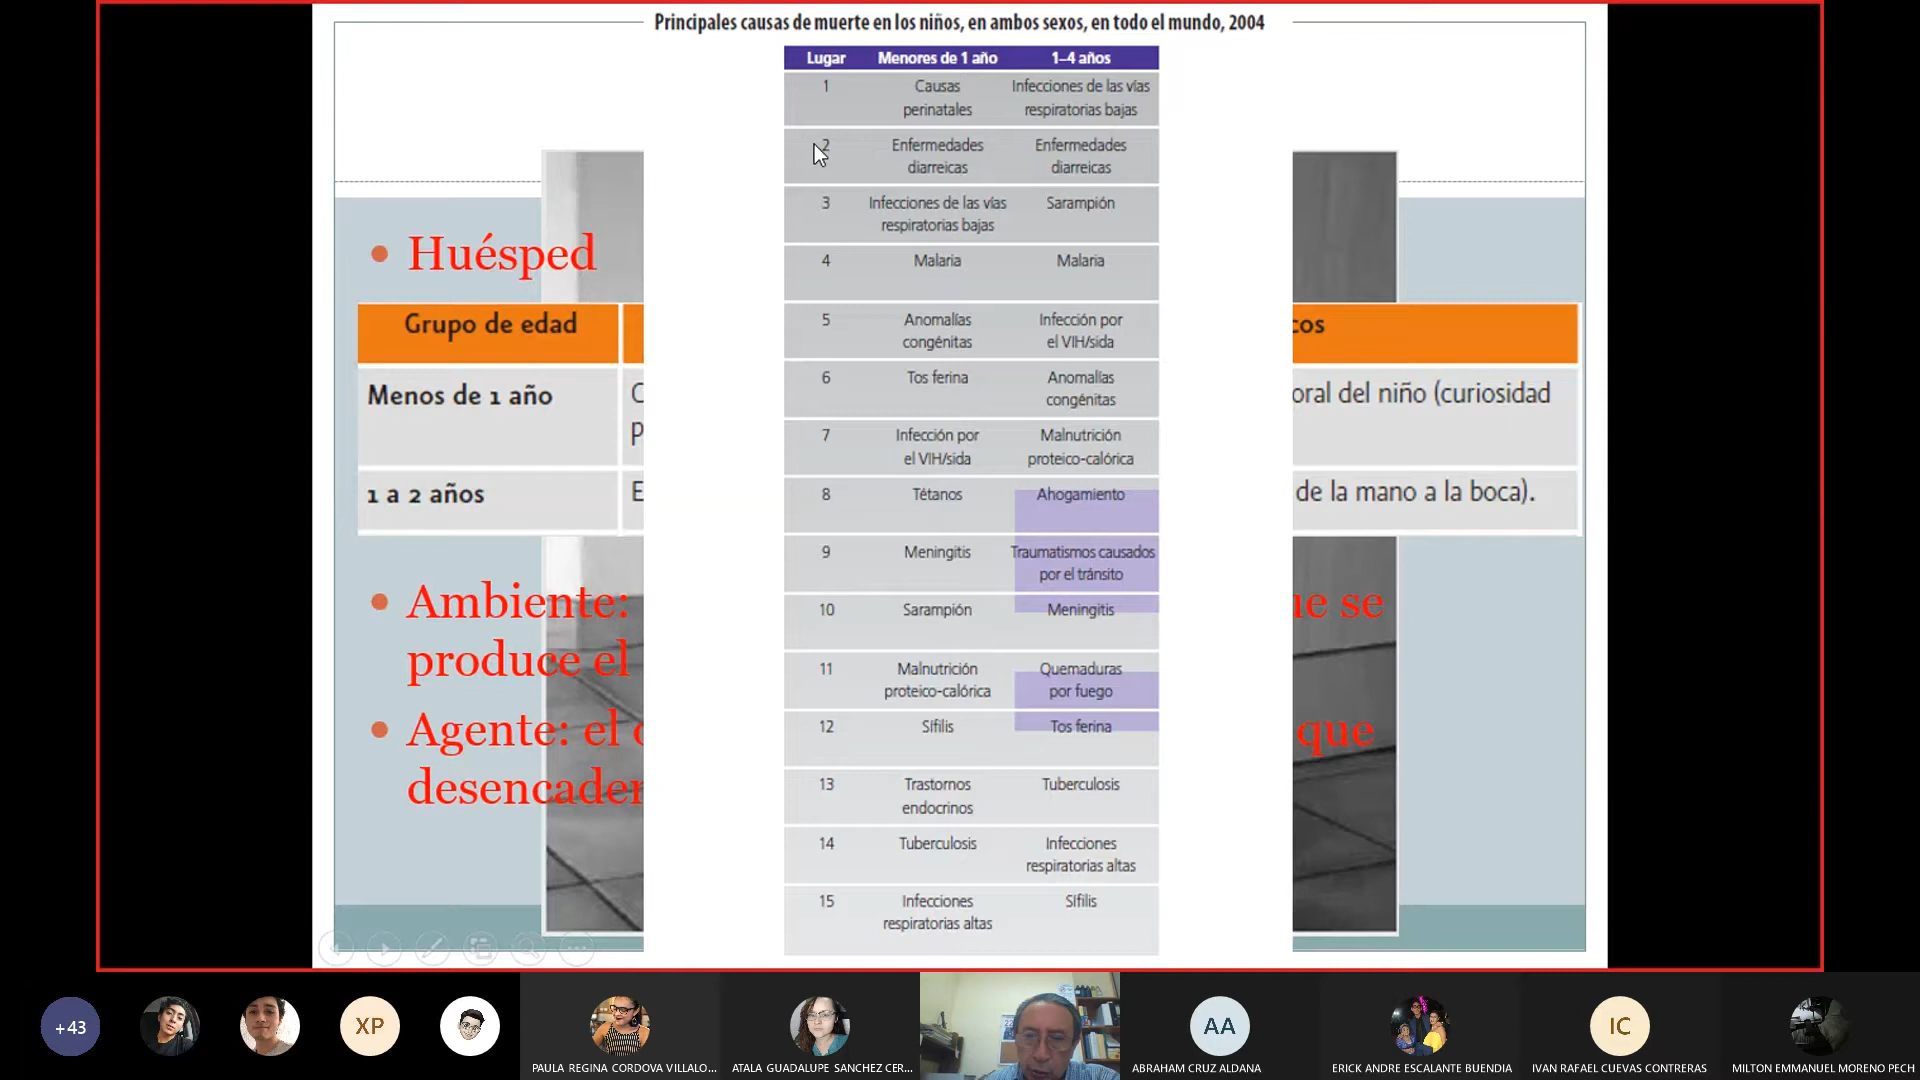 Principales causas de muerte en los niños, en ambos sexos, en todo el mundo, 2004
Lugar Menores de 1 año 1–4 años
1 Causas Infecciones de las vías
perinatales respiratorias bajas
2 Enfermedades Enfermedades
diarreicas diarreicas
3 Infecciones de las vías Sarampión
respiratorias bajas
4 Malaria Malaria
5 Anomalías Infección por
congénitas el VIH/sida
6 Tos ferina Anomalías
congénitas
7 Infección por Malnutrición
el VIH/sida proteico-calórica
8 Tétanos Ahogamiento
9 Meningitis Traumatismos causados
por el tránsito
10 Sarampión Meningitis
11 Malnutrición Quemaduras
proteico-calórica por fuego
12 Sífilis Tos ferina
13 Trastornos Tuberculosis
endocrinos
14 Tuberculosis Infecciones
respiratorias altas
15 Infecciones Sífilis
respiratorias altas
• Huésped
Grupo de edad
Menos de 1 año
oral del niño (curiosidad
1 a 2 años
de la mano a la boca).
• Ambiente: se
produce el
• Agente: el que
+43
XP
PAULA REGINA CORDOVA VILLALO...
ATALA GUADALUPE SANCHEZ CER...
AA
ABRAHAM CRUZ ALDANA
ERICK ANDRE ESCALANTE BUENDIA
IC
IVAN RAFAEL CUEVAS CONTRERAS
MILTON EMMANUEL MORENO PECH